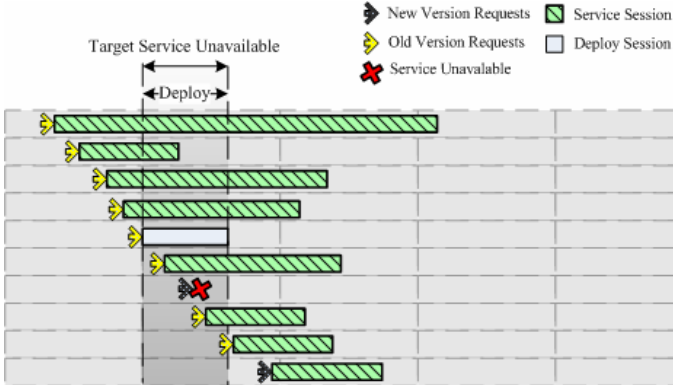 New Version Requests
Service Session
Target Service Unavailable
Old Version Requests
Deploy Session
Service Unavalable
Deploy